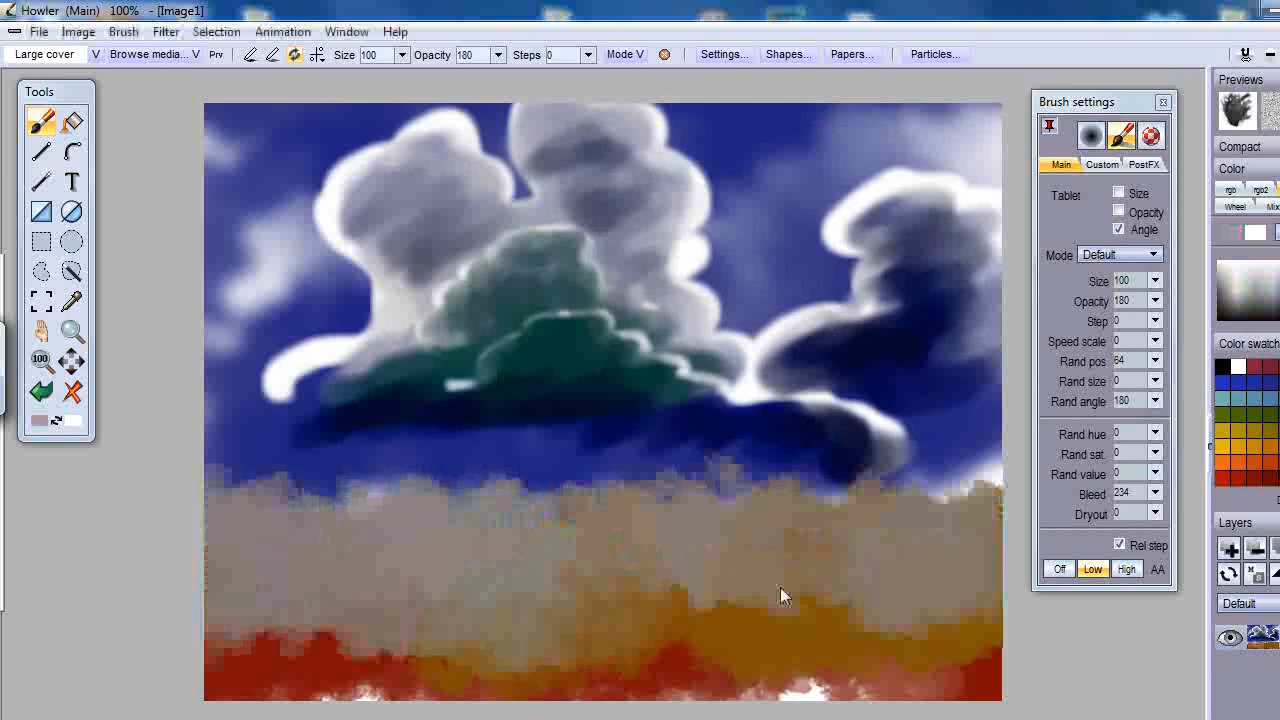 Howler (Main) 100% - [Image1]
File Image Brush Filter Selection Animation Window Help
Large cover V Browse media... V Prv Size 100 Opacity 180 Steps 0 Mode V Settings... Shapes... Papers... Particles...
Tools
T
100
Brush settings
Main Custom PostFX
Tablet Size
Opacity
Angle
Mode Default
Size 100
Opacity 180
Step 0
Speed scale 0
Rand pos 64
Rand size 0
Rand angle 180
Rand hue 0
Rand sat. 0
Rand value 0
Bleed 234
Dryout 0
Rel step
Off Low High AA
Previews
Compact
Color
rgb2
Wheel
Color swatch
Layers
Default